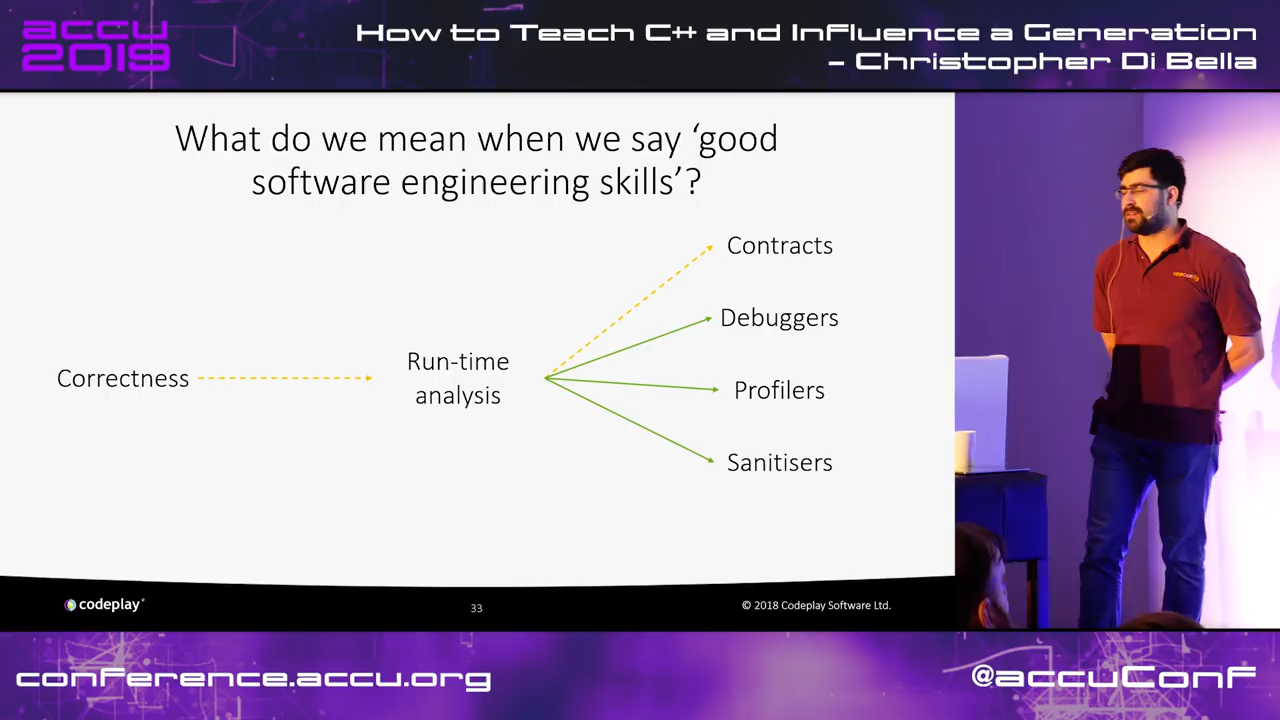 accu
2019
How to Teach C++ and Influence a Generation
– Christopher Di Bella
What do we mean when we say ‘good
software engineering skills’?
Contracts
Debuggers
Correctness
Run-time
analysis
Profilers
Sanitisers
codeplay®
33
© 2018 Codeplay Software Ltd.
conference.accu.org
@accuConf